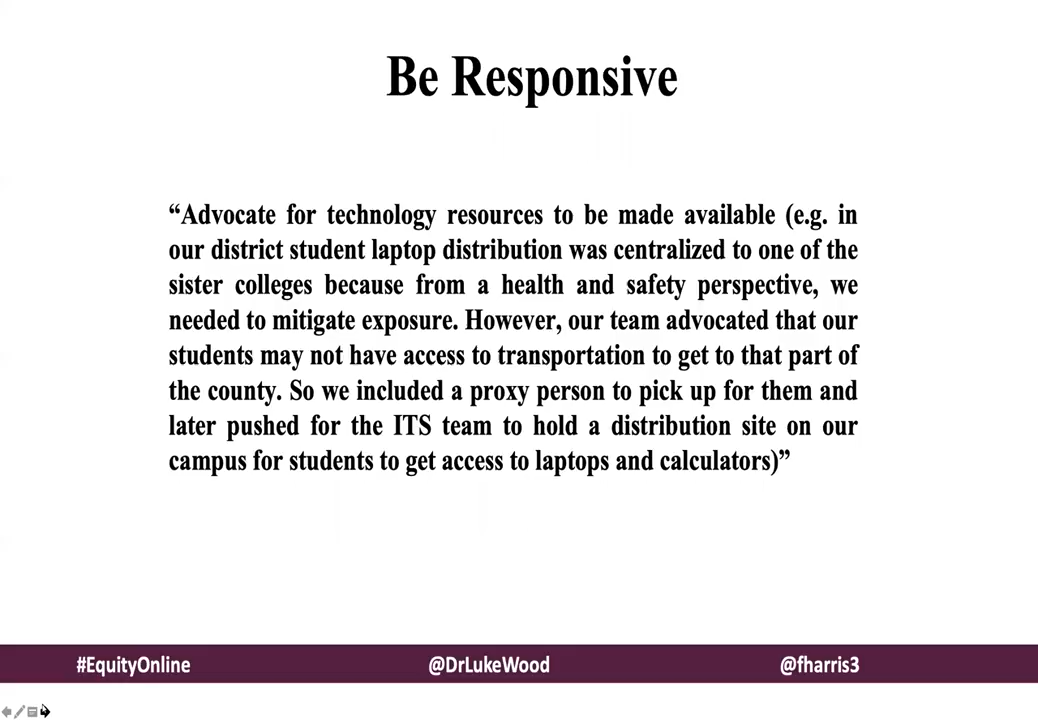 Be Responsive
“Advocate for technology resources to be made available (e.g. in
our district student laptop distribution was centralized to one of the
sister colleges because from a health and safety perspective, we
needed to mitigate exposure. However, our team advocated that our
students may not have access to transportation to get to that part of
the county. So we included a proxy person to pick up for them and
later pushed for the ITS team to hold a distribution site on our
campus for students to get access to laptops and calculators)”
#EquityOnline
@DrLukeWood
@fharris3